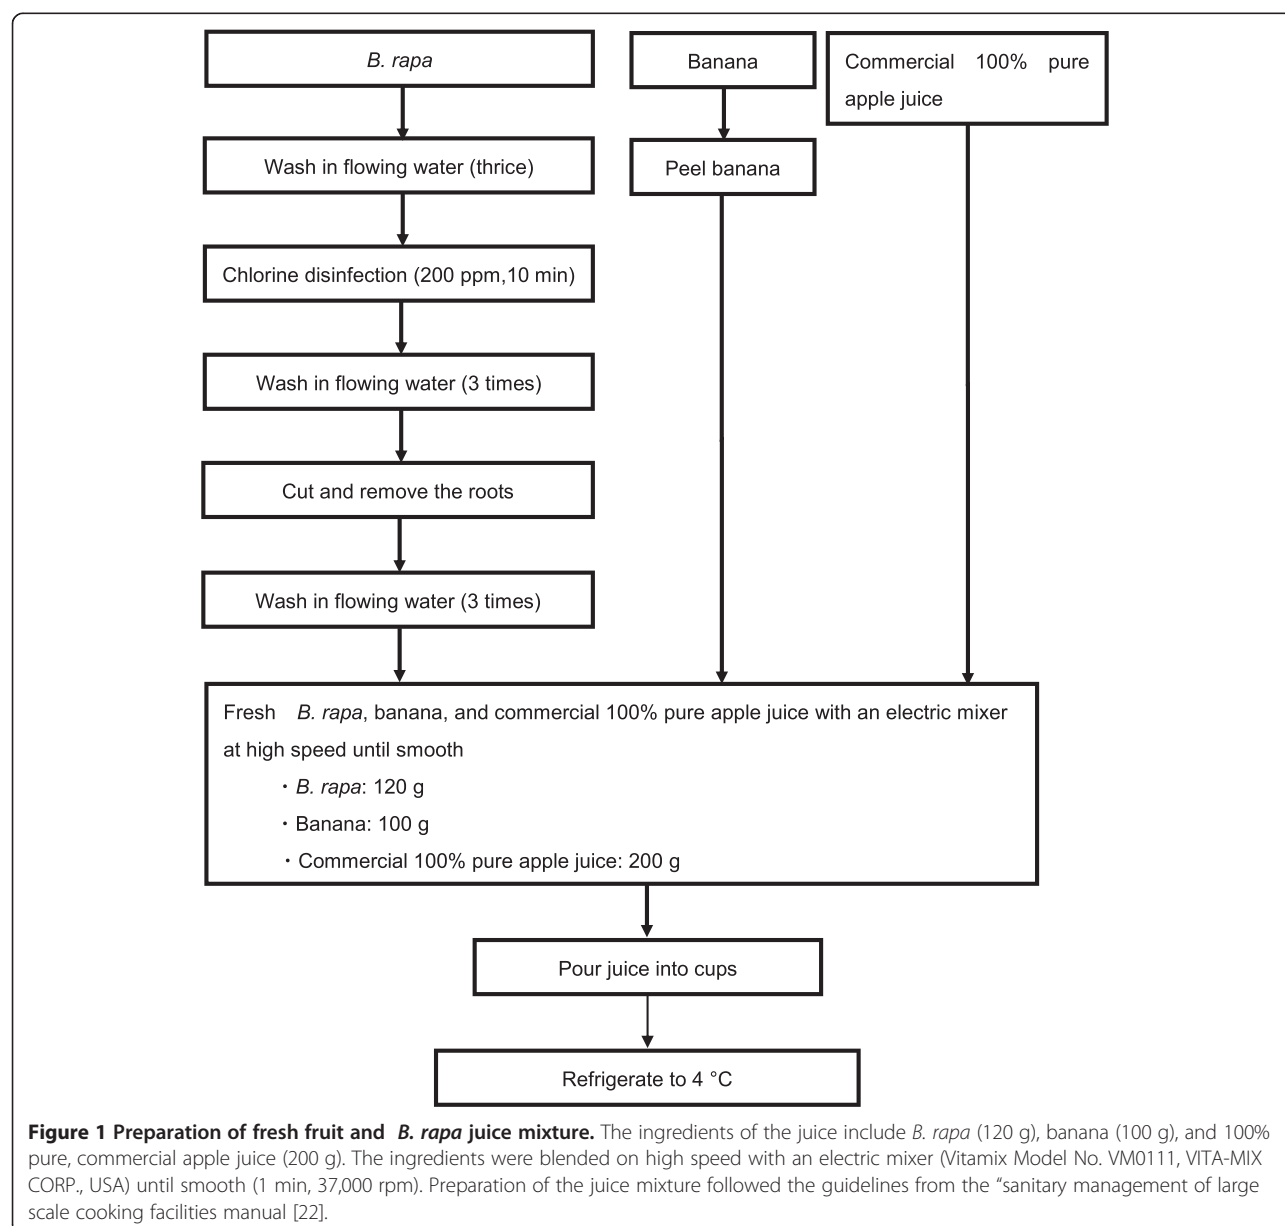 B. rapa
Banana
Commercial 100% pure
apple juice
Wash in flowing water (thrice)
Peel banana
Chlorine disinfection (200 ppm,10 min)
Wash in flowing water (3 times)
Cut and remove the roots
Wash in flowing water (3 times)
Fresh B. rapa, banana, and commercial 100% pure apple juice with an electric mixer
at high speed until smooth
・B. rapa: 120 g
・Banana: 100 g
・Commercial 100% pure apple juice: 200 g
Pour juice into cups
Refrigerate to 4 °C
Figure 1 Preparation of fresh fruit and B. rapa juice mixture. The ingredients of the juice include B. rapa (120 g), banana (100 g), and 100%
pure, commercial apple juice (200 g). The ingredients were blended on high speed with an electric mixer (Vitamix Model No. VM0111, VITA-MIX
CORP., USA) until smooth (1 min, 37,000 rpm). Preparation of the juice mixture followed the guidelines from the “sanitary management of large
scale cooking facilities manual [22].